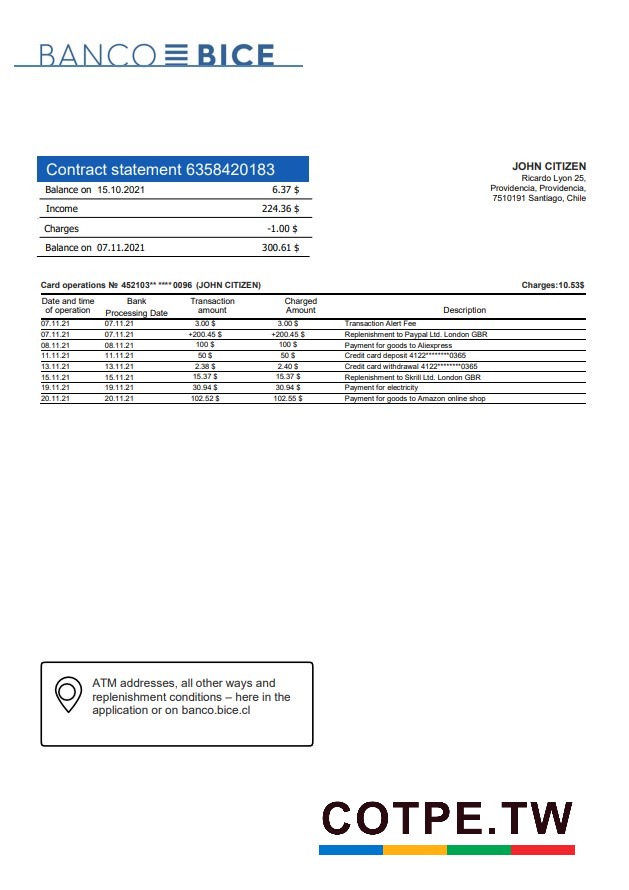 BANCO BICE
Contract statement 6358420183
Balance on 15.10.2021 6.37 $
Income 224.36 $
Charges -1.00 $
Balance on 07.11.2021 300.61 $
JOHN CITIZEN
Ricardo Lyon 25,
Providencia, Providencia,
7510191 Santiago, Chile
Card operations № 452103** ****0096 (JOHN CITIZEN) Charges:10.53$
Date and time of operation Bank Processing Date Transaction amount Charged Amount Description
07.11.21 07.11.21 3.00 $ 3.00 $ Transaction Alert Fee
07.11.21 07.11.21 +200.45 $ +200.45 $ Replenishment to Paypal Ltd. London GBR
08.11.21 08.11.21 100 $ 100 $ Payment for goods to Aliexpress
11.11.21 11.11.21 50 $ 50 $ Credit card deposit 4122********0365
13.11.21 13.11.21 2.38 $ 2.40 $ Credit card withdrawal 4122********0365
15.11.21 15.11.21 15.37 $ 15.37 $ Replenishment to Skrill Ltd. London GBR
19.11.21 19.11.21 30.94 $ 30.94 $ Payment for electricity
20.11.21 20.11.21 102.52 $ 102.55 $ Payment for goods to Amazon online shop
ATM addresses, all other ways and
replenishment conditions – here in the
application or on banco.bice.cl
COTPE.TW